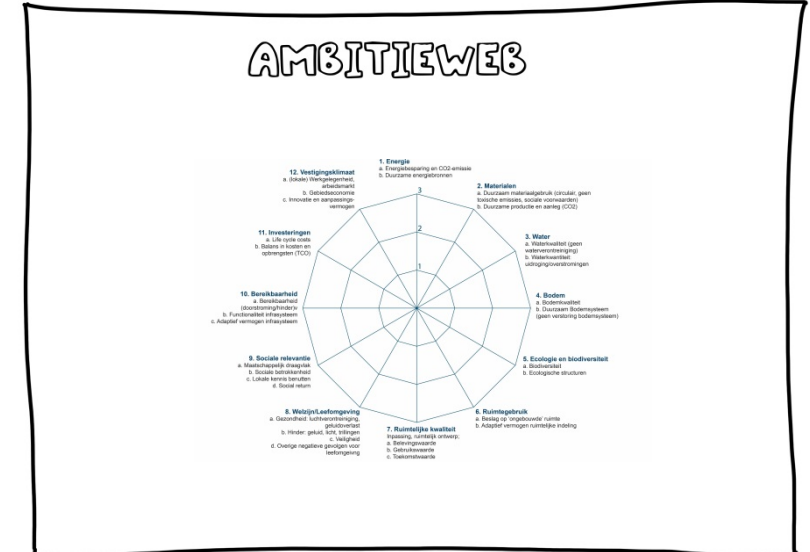 AMBITIEWEB
1. Energie
a. Energiebesparing en CO2-emissie
b. Duurzame energiebronnen
2. Materialen
a. Duurzaam materiaalgebruik (circulair, geen
toxische emissies, sociale voorwaarden)
b. Duurzame productie en aanleg (CO2)
3. Water
a. Waterkwaliteit (geen
waterverontreiniging)
b. Waterkwantiteit
uidroging/overstromingen
4. Bodem
a. Bodemkwaliteit
b. Duurzaam Bodemsysteem
(geen verstoring bodemsysteem)
5. Ecologie en biodiversiteit
a. Biodiversiteit
b. Ecologische structuren
6. Ruimtegebruik
a. Beslag op 'ongebouwde' ruimte
b. Adaptief vermogen ruimtelijke indeling
7. Ruimtelijke kwaliteit
Inpassing, ruimtelijk ontwerp,
a. Belevingswaarde
b. Gebruikswaarde
c. Toekomstwaarde
8. Welzijn/Leefomgeving
a. Gezondheid: luchtverontreiniging,
geluidoverlast
b. Hinder: geluid, licht, trillingen
c. Veiligheid
d. Overige negatieve gevolgen voor
leefomgeving
9. Sociale relevantie
a. Maatschappelijk draagvlak
b. Sociale betrokkenheid
c. Lokale kennis benutten
d. Social return
10. Bereikbaarheid
a. Bereikbaarheid
(doorstroming/hinder)s
b. Functionaliteit infrasysteem
c. Adaptief vermogen infrasysteem
11. Investeringen
a. Life cycle costs
b. Balans in kosten en
opbrengsten (TCO)
12. Vestigingsklimaat
a. (lokale) Werkgelegenheid,
arbeidsmarkt
b. Gebiedseconomie
c. Innovatie en aanpassings-
vermogen
3
2
1